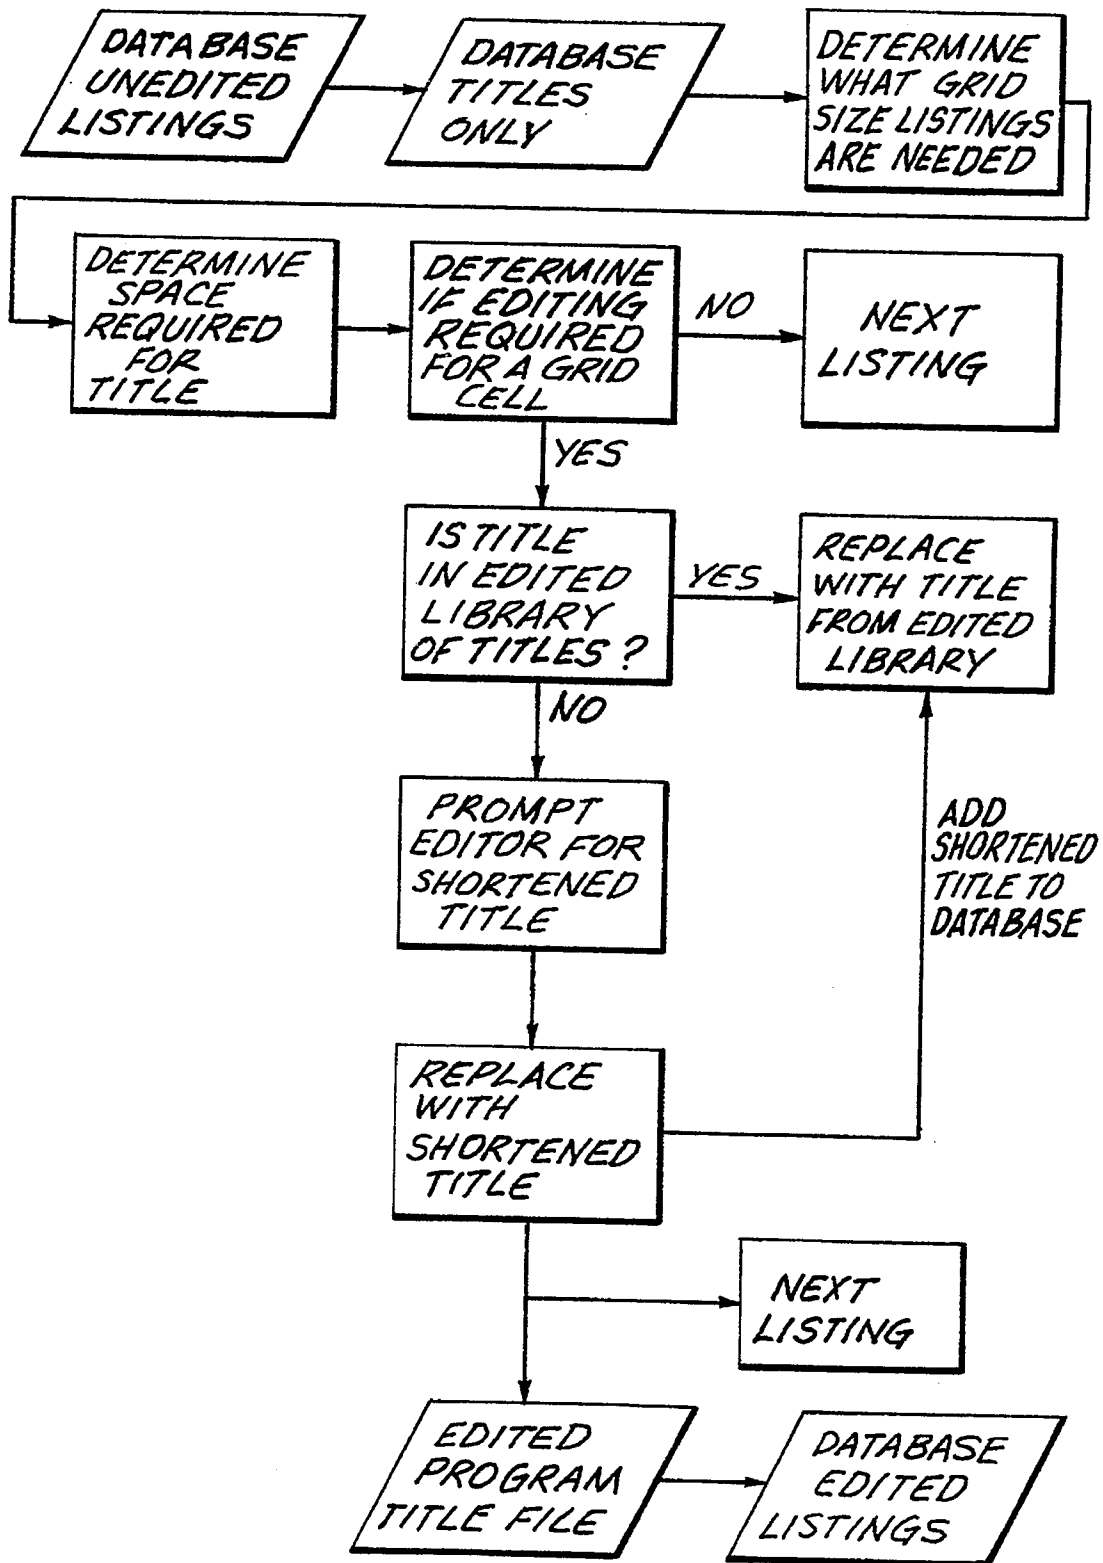 DATABASE
UNEDITED
LISTINGS
DATABASE
TITLES
ONLY
DETERMINE
WHAT GRID
SIZE LISTINGS
ARE NEEDED
DETERMINE
SPACE
REQUIRED
FOR
TITLE
DETERMINE
IF EDITING
REQUIRED
FOR A GRID
CELL
NO
NEXT
LISTING
YES
IS TITLE
IN EDITED
LIBRARY
OF TITLES?
YES
REPLACE
WITH TITLE
FROM EDITED
LIBRARY
NO
PROMPT
EDITOR FOR
SHORTENED
TITLE
ADD
SHORTENED
TITLE TO
DATABASE
REPLACE
WITH
SHORTENED
TITLE
NEXT
LISTING
EDITED
PROGRAM
TITLE FILE
DATABASE
EDITED
LISTINGS